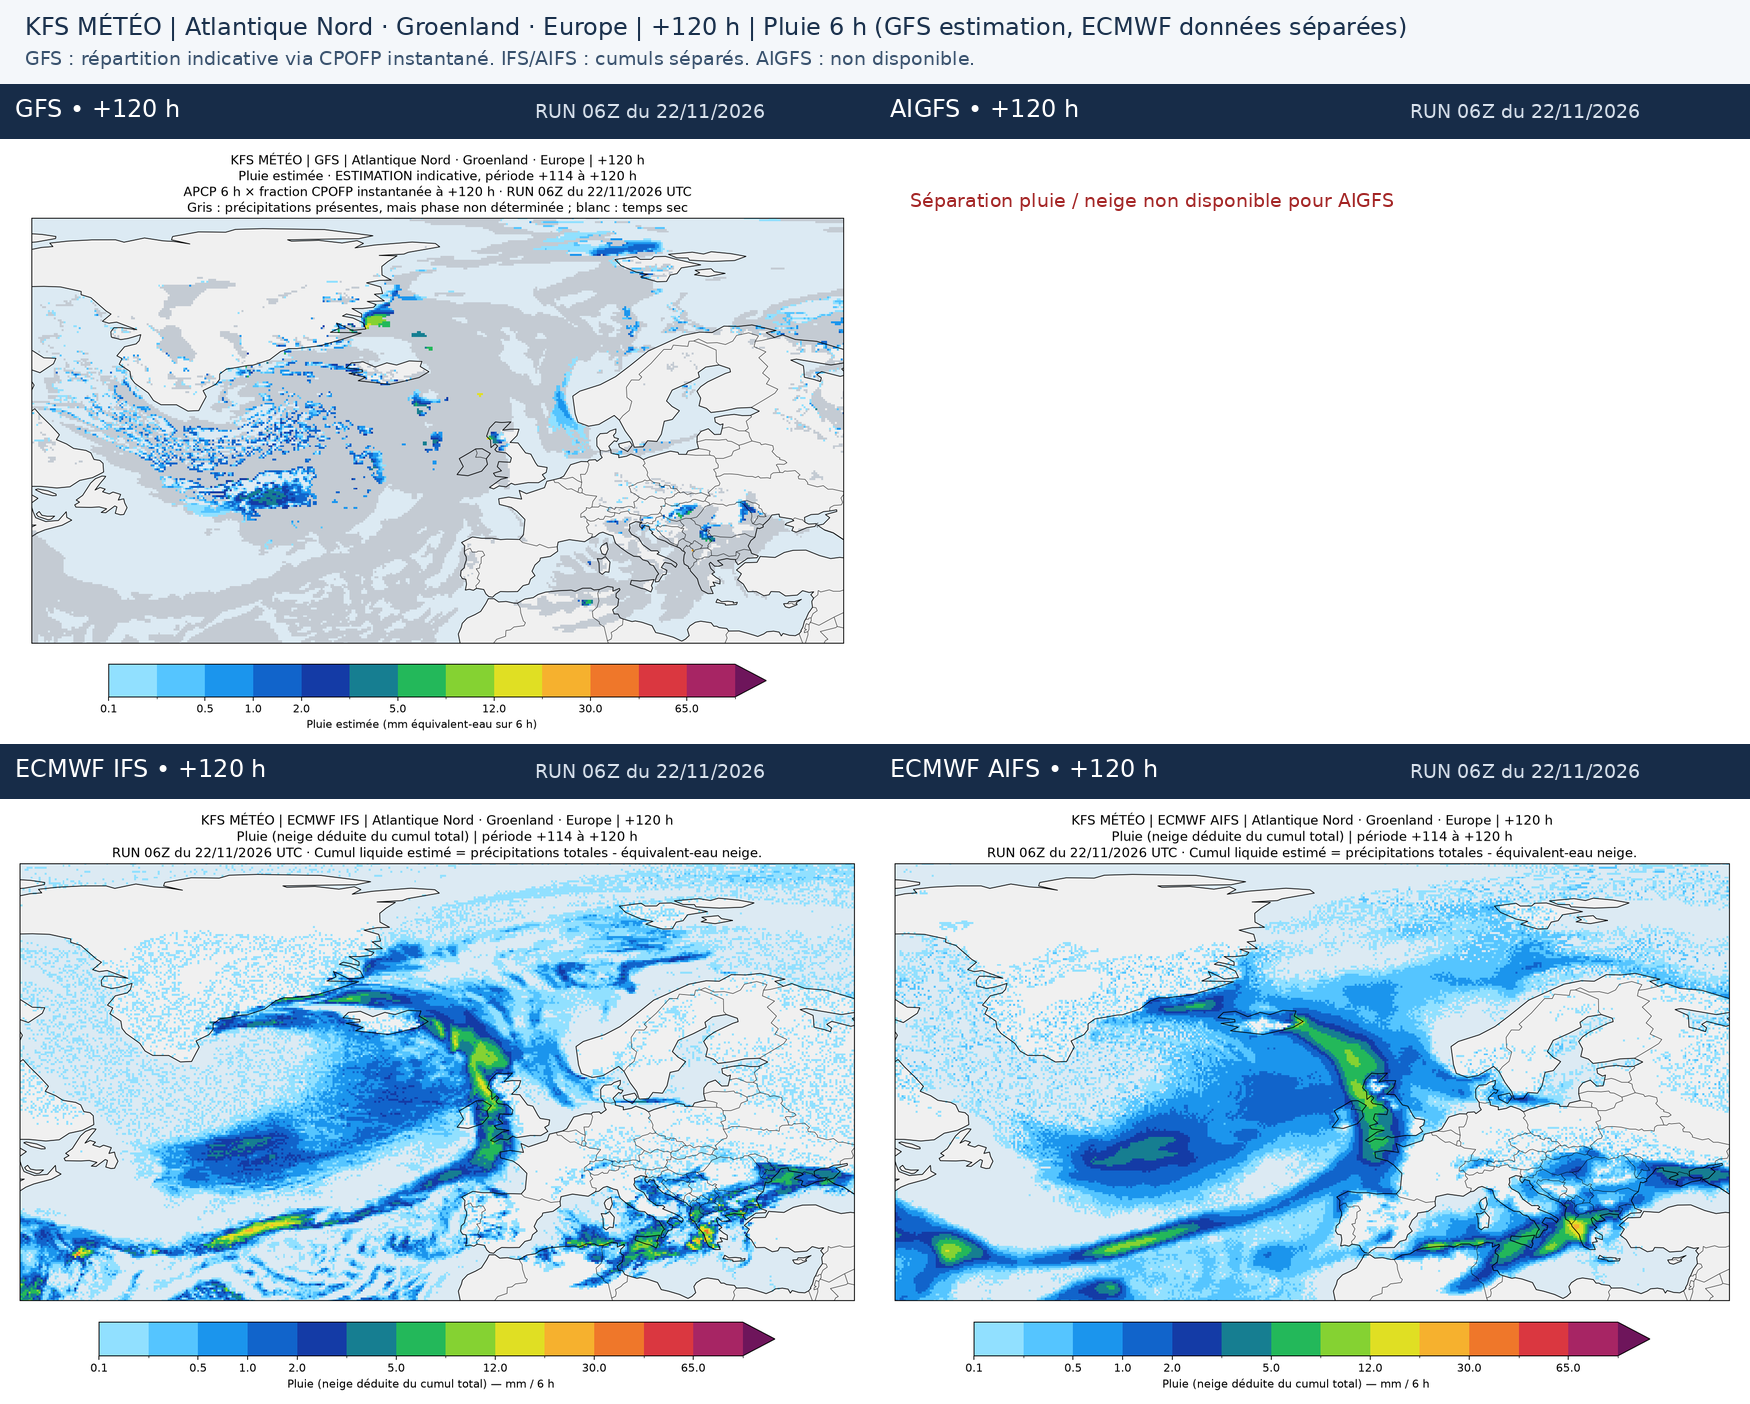 KFS MÉTÉO | Atlantique Nord · Groenland · Europe | +120 h | Pluie 6 h (GFS estimation, ECMWF données séparées)
GFS : répartition indicative via CPOFP instantané. IFS/AIFS : cumuls séparés. AIGFS : non disponible.
GFS • +120 h RUN 06Z du 22/11/2026
KFS MÉTÉO | GFS | Atlantique Nord · Groenland · Europe | +120 h
Pluie estimée · ESTIMATION indicative, période +114 à +120 h
APCP 6 h × fraction CPOFP instantanée à +120 h · RUN 06Z du 22/11/2026 UTC
Gris : précipitations présentes, mais phase non déterminée ; blanc : temps sec
0.1 0.5 1.0 2.0 5.0 12.0 30.0 65.0
Pluie estimée (mm équivalent-eau sur 6 h)
AIGFS • +120 h RUN 06Z du 22/11/2026
Séparation pluie / neige non disponible pour AIGFS
ECMWF IFS • +120 h RUN 06Z du 22/11/2026
KFS MÉTÉO | ECMWF IFS | Atlantique Nord · Groenland · Europe | +120 h
Pluie (neige déduite du cumul total) | période +114 à +120 h
RUN 06Z du 22/11/2026 UTC · Cumul liquide estimé = précipitations totales - équivalent-eau neige.
0.1 0.5 1.0 2.0 5.0 12.0 30.0 65.0
Pluie (neige déduite du cumul total) — mm / 6 h
ECMWF AIFS • +120 h RUN 06Z du 22/11/2026
KFS MÉTÉO | ECMWF AIFS | Atlantique Nord · Groenland · Europe | +120 h
Pluie (neige déduite du cumul total) | période +114 à +120 h
RUN 06Z du 22/11/2026 UTC · Cumul liquide estimé = précipitations totales - équivalent-eau neige.
0.1 0.5 1.0 2.0 5.0 12.0 30.0 65.0
Pluie (neige déduite du cumul total) — mm / 6 h